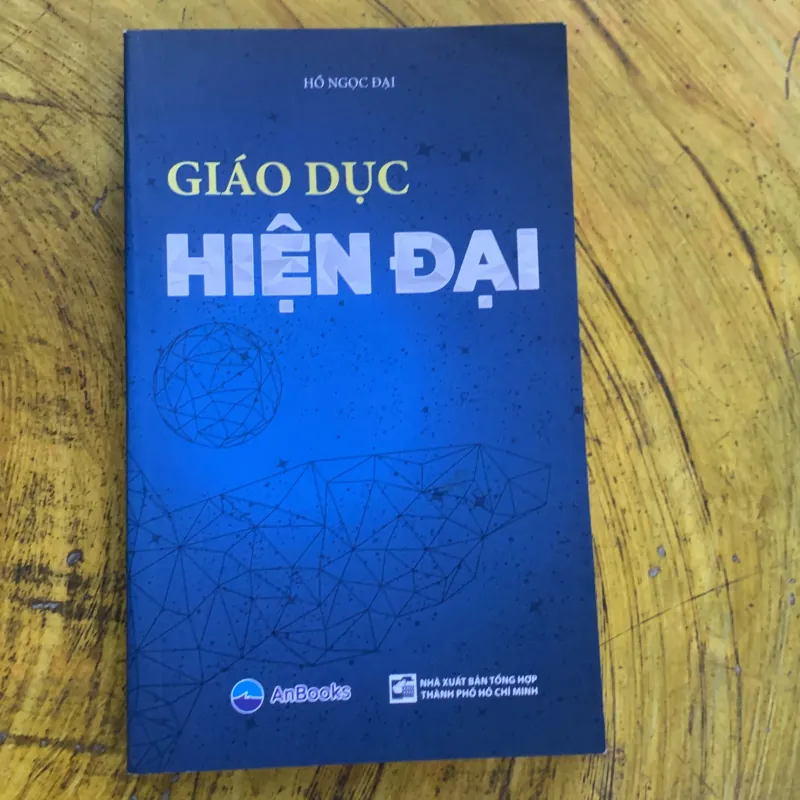 HỒ NGỌC ĐẠI
GIÁO DỤC
HIỆN ĐẠI
AnBooks
NHÀ XUẤT BẢN TỔNG HỢP
THÀNH PHỐ HỒ CHÍ MINH